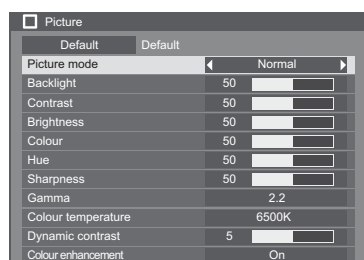 Picture
Default Default
Picture mode Normal
Backlight 50
Contrast 50
Brightness 50
Colour 50
Hue 50
Sharpness 50
Gamma 2.2
Colour temperature 6500K
Dynamic contrast 5
Colour enhancement On